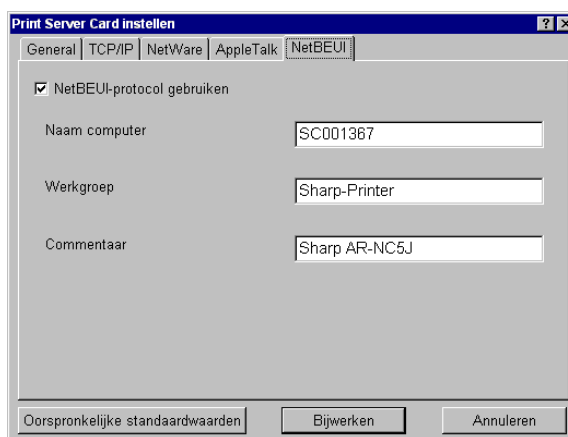 Print Server Card instellen
General TCP/IP NetWare AppleTalk NetBEUI
NetBEUI-protocol gebruiken
Naam computer SC001367
Werkgroep Sharp-Printer
Commentaar Sharp AR-NC5J
Oorspronkelijke standaardwaarden Bijwerken Annuleren